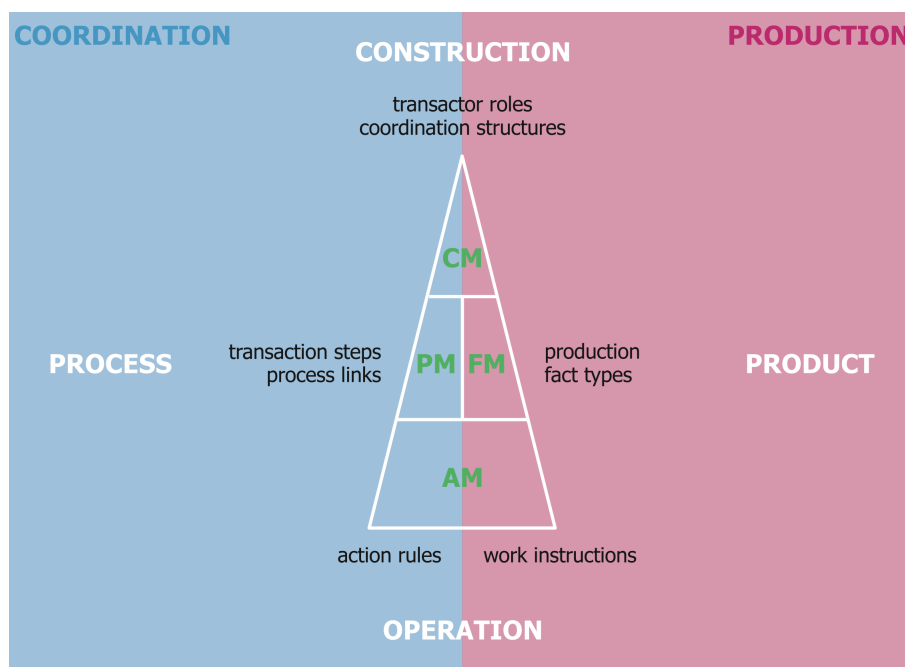 COORDINATION
PRODUCTION
CONSTRUCTION
transactor roles
coordination structures
CM
PROCESS
transaction steps
process links
PM
FM
production
fact types
PRODUCT
AM
action rules
work instructions
OPERATION